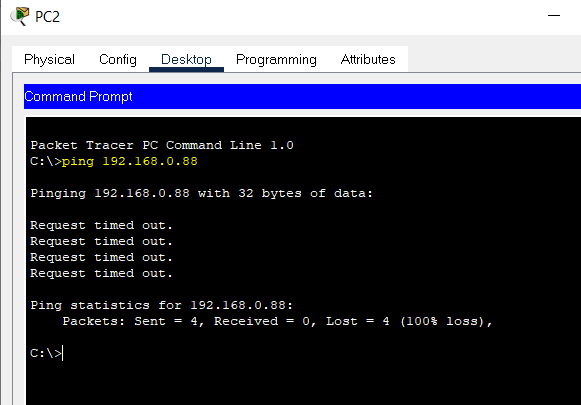 PC2
Physical Config Desktop Programming Attributes
Command Prompt
Packet Tracer PC Command Line 1.0
C:\>ping 192.168.0.88
Pinging 192.168.0.88 with 32 bytes of data:
Request timed out.
Request timed out.
Request timed out.
Request timed out.
Ping statistics for 192.168.0.88:
    Packets: Sent = 4, Received = 0, Lost = 4 (100% loss),
C:\>